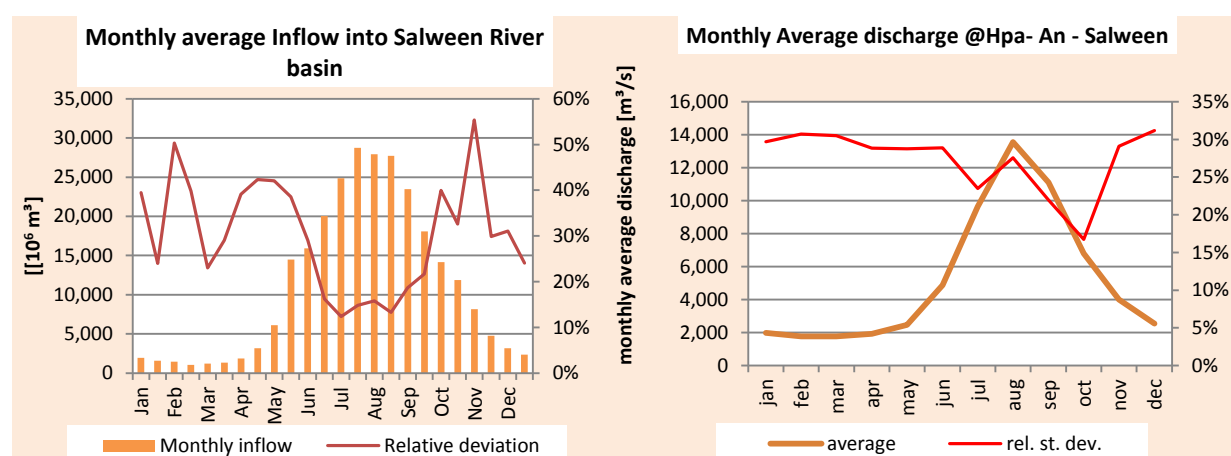 Monthly average Inflow into Salween River
basin
[[10⁶ m³]
35,000
30,000
25,000
20,000
15,000
10,000
5,000
0
60%
50%
40%
30%
20%
10%
0%
Jan
Feb
Mar
Apr
May
Jun
Jul
Aug
Sep
Oct
Nov
Dec
Monthly inflow
Relative deviation
Monthly Average discharge @Hpa- An - Salween
monthly average discharge [m³/s]
16,000
14,000
12,000
10,000
8,000
6,000
4,000
2,000
0
35%
30%
25%
20%
15%
10%
5%
0%
jan
feb
mar
apr
may
jun
jul
aug
sep
oct
nov
dec
average
rel. st. dev.